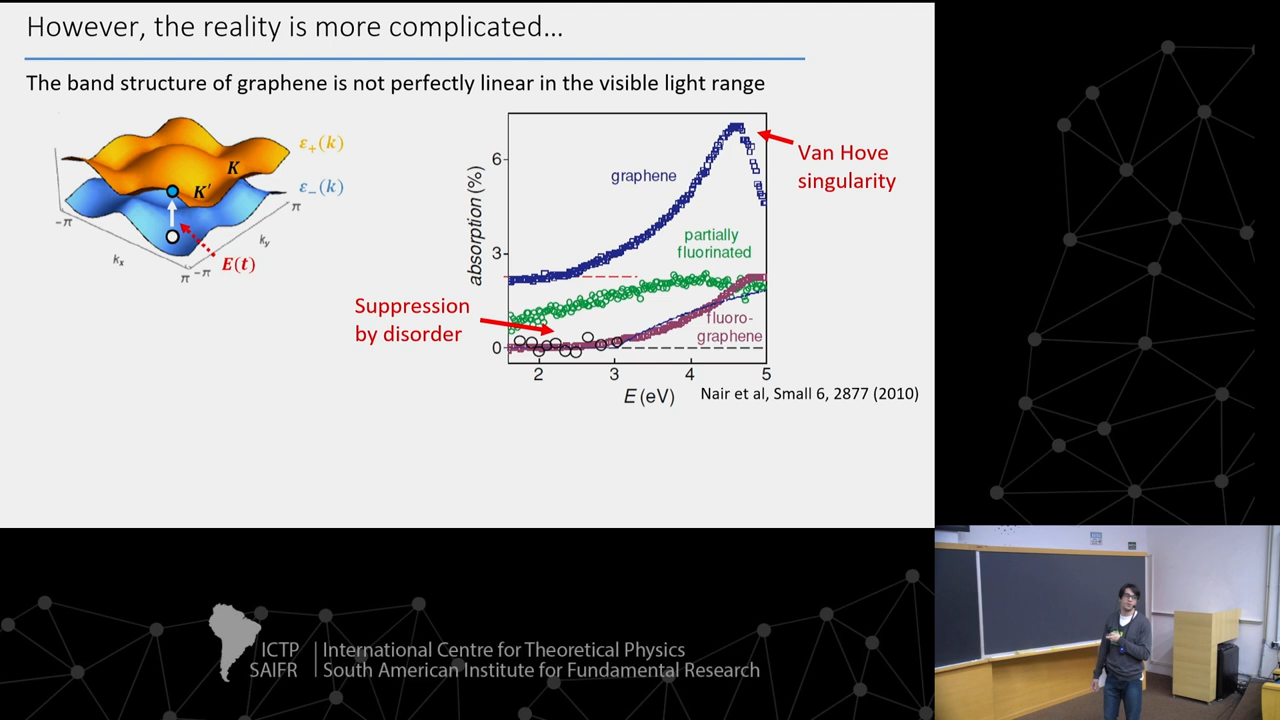 However, the reality is more complicated...
The band structure of graphene is not perfectly linear in the visible light range
ε₊(k)
K
K'
ε₋(k)
π
-π
k_y
k_x
E(t)
π
-π
absorption (%)
6
3
0
graphene
partially
fluorinated
fluoro-
graphene
2
3
4
5
E (eV)
Van Hove
singularity
Suppression
by disorder
Nair et al, Small 6, 2877 (2010)
ICTP
SAIFR
International Centre for Theoretical Physics
South American Institute for Fundamental Research